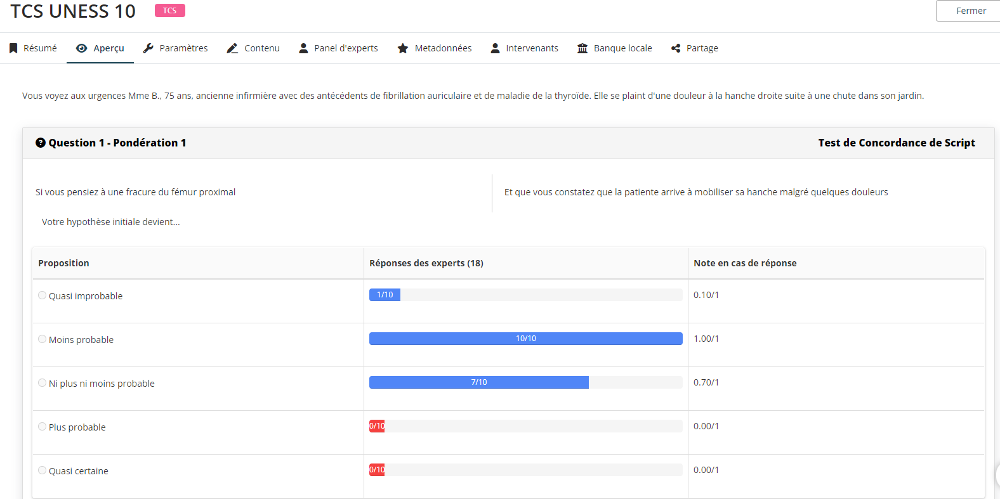 TCS UNESS 10
TCS
Fermer
Résumé
Aperçu
Paramètres
Contenu
Panel d'experts
Metadonnées
Intervenants
Banque locale
Partage
Vous voyez aux urgences Mme B., 75 ans, ancienne infirmière avec des antécédents de fibrillation auriculaire et de maladie de la thyroïde. Elle se plaint d'une douleur à la hanche droite suite à une chute dans son jardin.
Question 1 - Pondération 1
Test de Concordance de Script
Si vous pensiez à une fracure du fémur proximal
Et que vous constatez que la patiente arrive à mobiliser sa hanche malgré quelques douleurs
Votre hypothèse initiale devient...
Proposition
Réponses des experts (18)
Note en cas de réponse
Quasi improbable
1/10
0.10/1
Moins probable
10/10
1.00/1
Ni plus ni moins probable
7/10
0.70/1
Plus probable
0/10
0.00/1
Quasi certaine
0/10
0.00/1